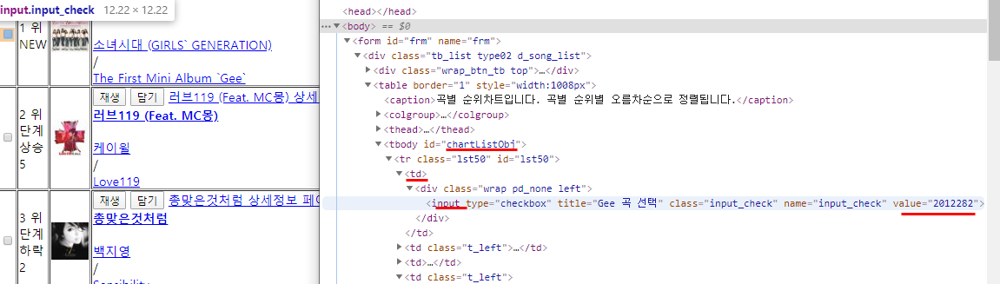 input.input_check 12.22 × 12.22
1 위
NEW
소녀시대 (GIRLS` GENERATION)
/
The First Mini Album `Gee`
2 위
단계
상승
5
재생 담기 러브119 (Feat. MC몽) 상세
러브119 (Feat. MC몽)
케이윌
/
Love119
3 위
단계
하락
2
재생 담기 총맞은것처럼 상세정보 페이
총맞은것처럼
백지영
/
Sensibility
<head></head>
··· ▼<body> == $0
▼<form id="frm" name="frm">
▼<div class="tb_list type02 d_song_list">
▶<div class="wrap_btn_tb top">…</div>
▼<table border="1" style="width:1008px">
<caption>곡별 순위차트입니다. 곡별 순위별 오름차순으로 정렬됩니다.</caption>
▶<colgroup>…</colgroup>
▶<thead>…</thead>
▼<tbody id="chartListObj">
▼<tr class="lst50" id="lst50">
▼<td>
▼<div class="wrap pd_none left">
<input type="checkbox" title="Gee 곡 선택" class="input_check" name="input_check" value="2012282">
</div>
</td>
▶<td class="t_left">…</td>
▶<td>…</td>
▼<td class="t_left">